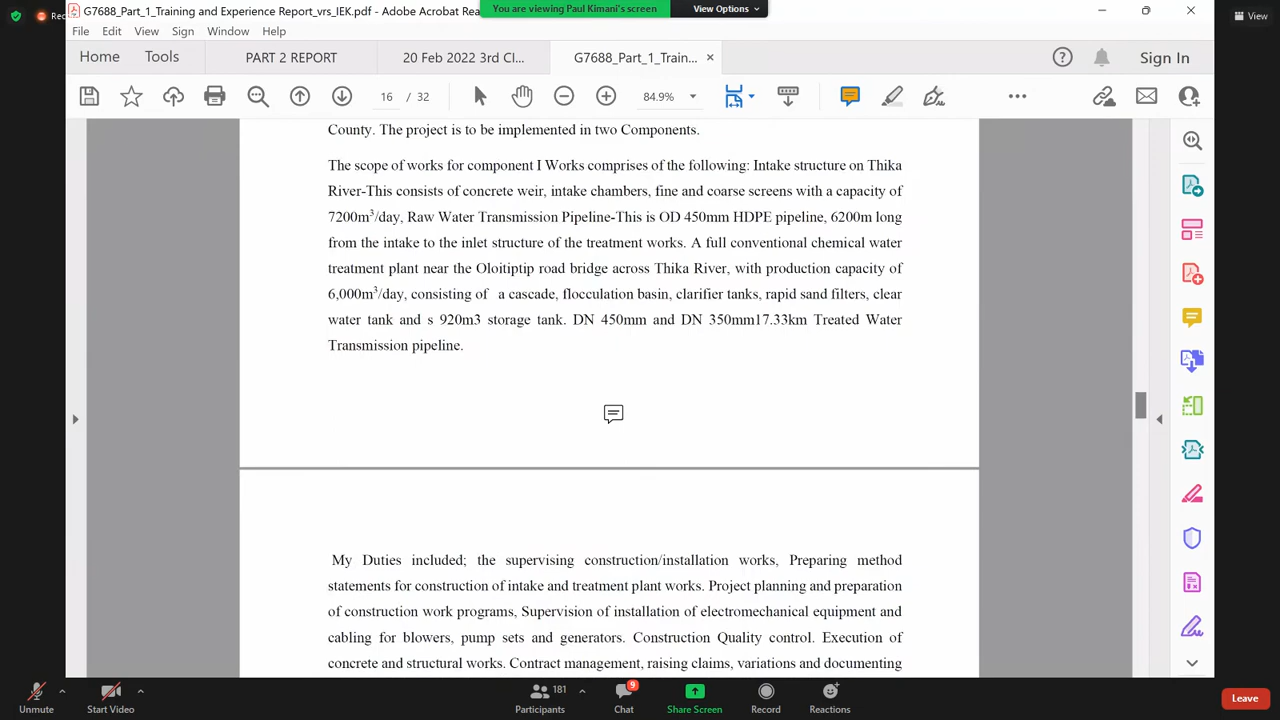 G7688_Part_1_Training and Experience Report_vrs_IEK.pdf - Adobe Acrobat Rea
You are viewing Paul Kimani's screen
View Options
View
File Edit View Sign Window Help
Home Tools PART 2 REPORT 20 Feb 2022 3rd Cl... G7688_Part_1_Train... × Sign In
16 / 32 84.9%
County. The project is to be implemented in two Components.
The scope of works for component I Works comprises of the following: Intake structure on Thika
River-This consists of concrete weir, intake chambers, fine and coarse screens with a capacity of
7200m³/day, Raw Water Transmission Pipeline-This is OD 450mm HDPE pipeline, 6200m long
from the intake to the inlet structure of the treatment works. A full conventional chemical water
treatment plant near the Oloitiptip road bridge across Thika River, with production capacity of
6,000m³/day, consisting of a cascade, flocculation basin, clarifier tanks, rapid sand filters, clear
water tank and s 920m3 storage tank. DN 450mm and DN 350mm17.33km Treated Water
Transmission pipeline.
My Duties included; the supervising construction/installation works, Preparing method
statements for construction of intake and treatment plant works. Project planning and preparation
of construction work programs, Supervision of installation of electromechanical equipment and
cabling for blowers, pump sets and generators. Construction Quality control. Execution of
concrete and structural works. Contract management, raising claims, variations and documenting
181 9
Unmute Start Video Participants Chat Share Screen Record Reactions Leave